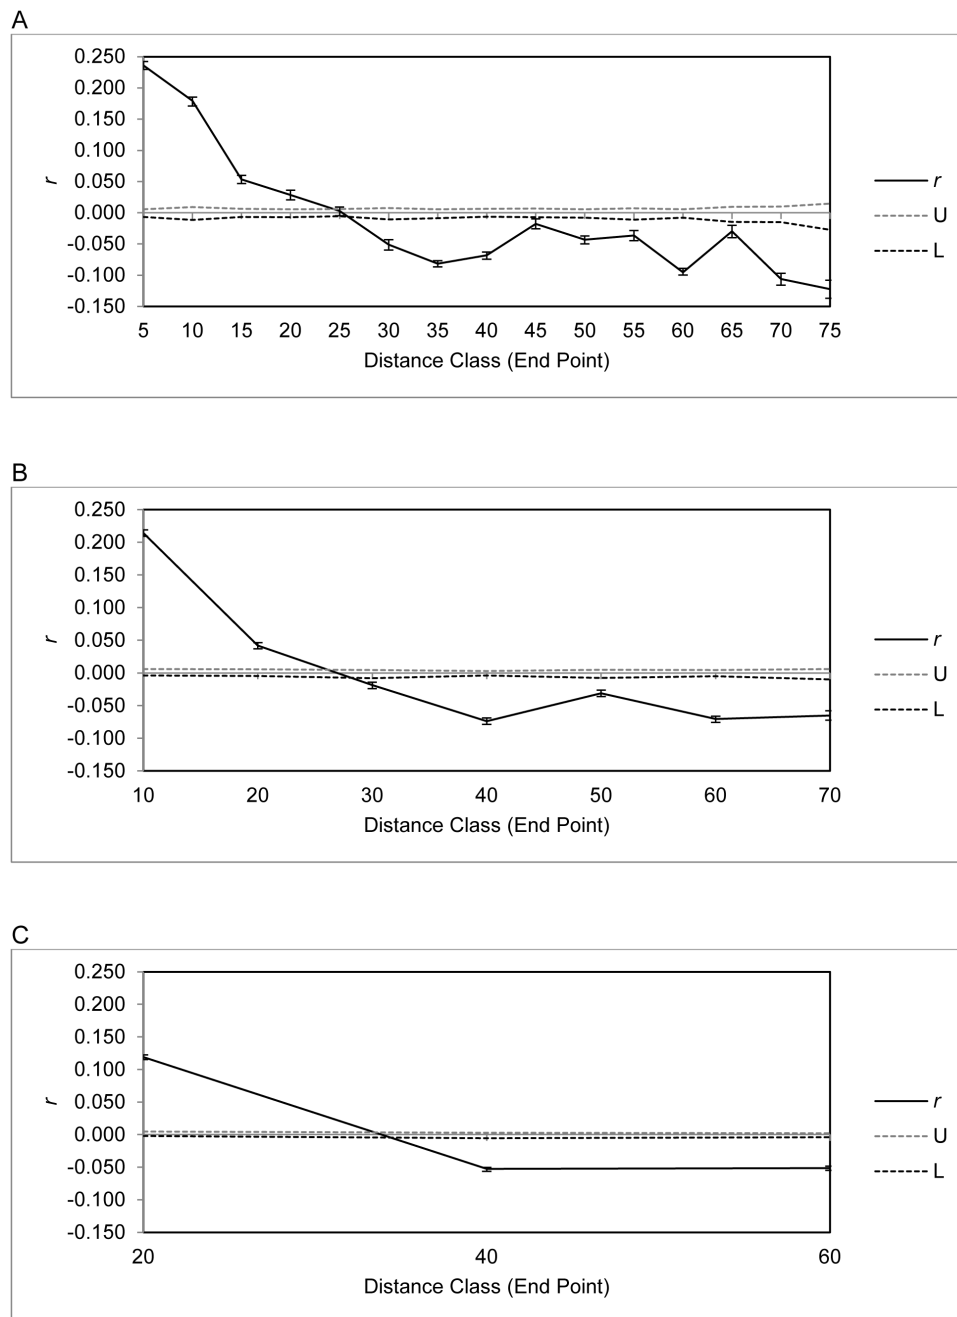 A
0.250
0.200
0.150
0.100
0.050
0.000
-0.050
-0.100
-0.150
r
5 10 15 20 25 30 35 40 45 50 55 60 65 70 75
Distance Class (End Point)
r
U
L
B
0.250
0.200
0.150
0.100
0.050
0.000
-0.050
-0.100
-0.150
r
10 20 30 40 50 60 70
Distance Class (End Point)
r
U
L
C
0.250
0.200
0.150
0.100
0.050
0.000
-0.050
-0.100
-0.150
r
20 40 60
Distance Class (End Point)
r
U
L